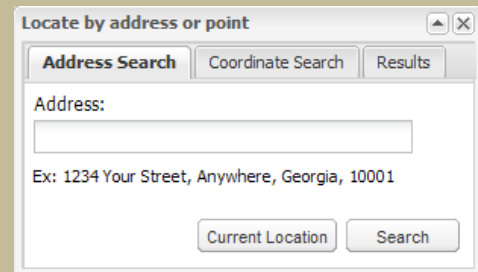 Locate by address or point
Address Search Coordinate Search Results
Address:
Ex: 1234 Your Street, Anywhere, Georgia, 10001
Current Location Search